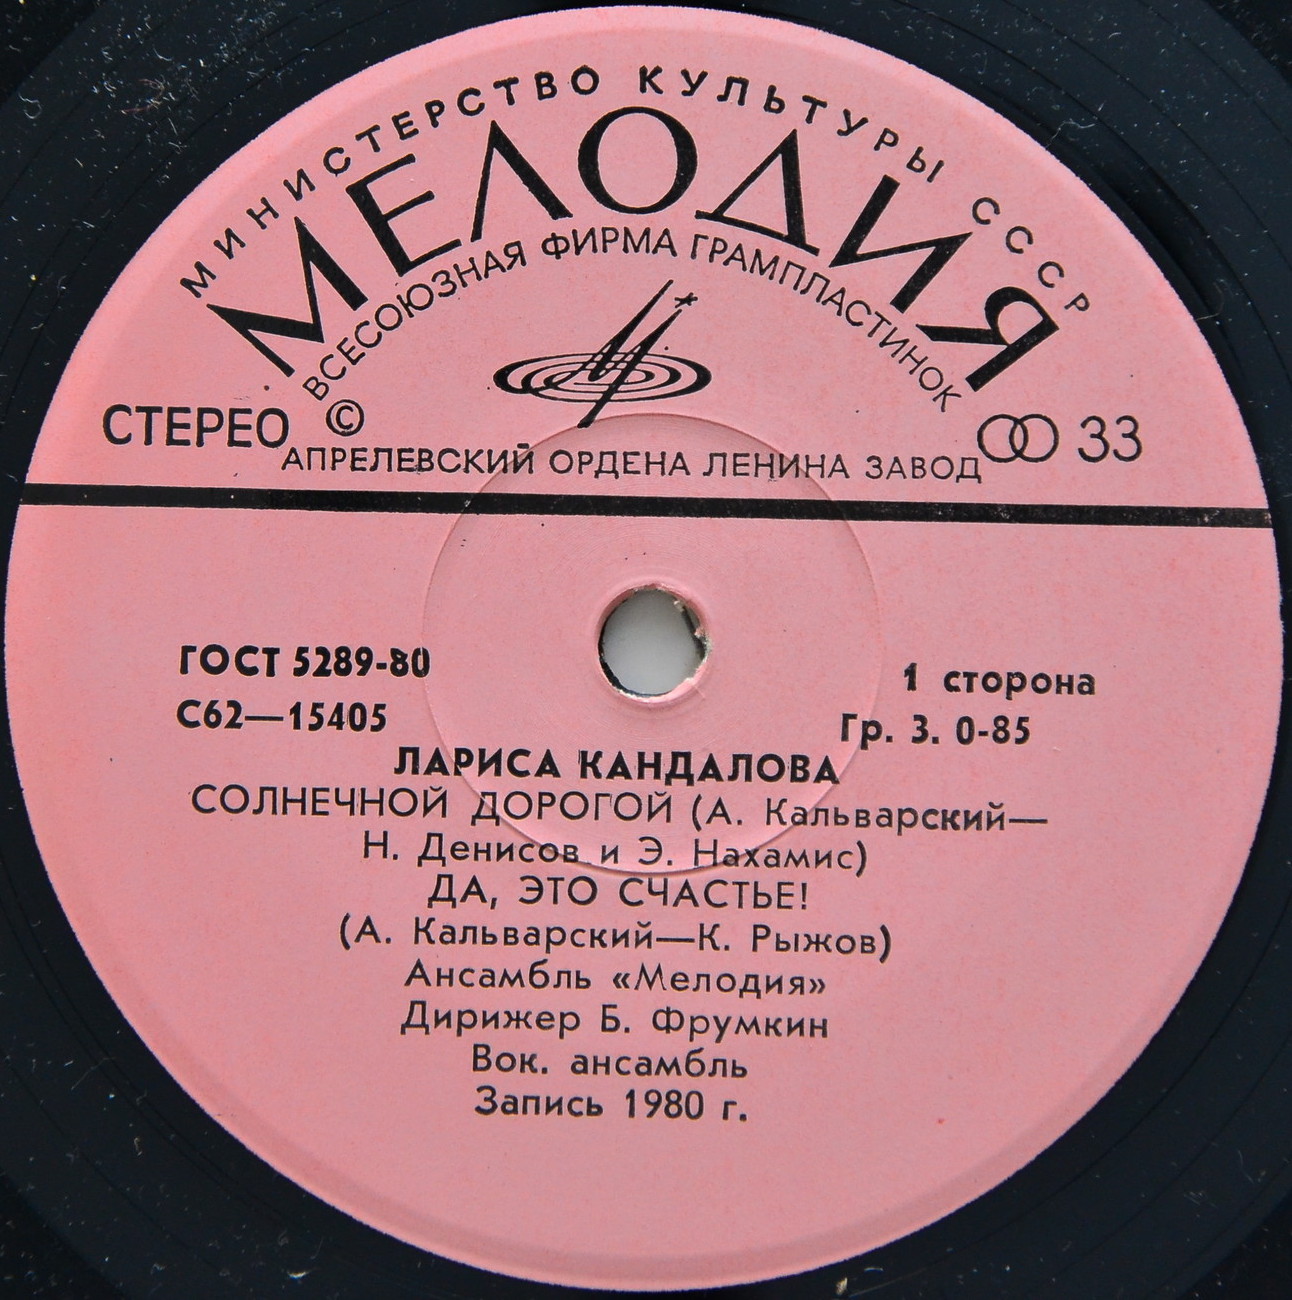 МИНИСТЕРСТВО КУЛЬТУРЫ СССР
МЕЛОДИЯ
ВСЕСОЮЗНАЯ ФИРМА ГРАМПЛАСТИНОК
СТЕРЕО © 33
АПРЕЛЕВСКИЙ ОРДЕНА ЛЕНИНА ЗАВОД
ГОСТ 5289-80
1 сторона
С62—15405
Гр. 3. 0-85
ЛАРИСА КАНДАЛОВА
СОЛНЕЧНОЙ ДОРОГОЙ (А. Кальварский—
Н. Денисов и Э. Нахамис)
ДА, ЭТО СЧАСТЬЕ!
(А. Кальварский—К. Рыжов)
Ансамбль «Мелодия»
Дирижер Б. Фрумкин
Вок. ансамбль
Запись 1980 г.